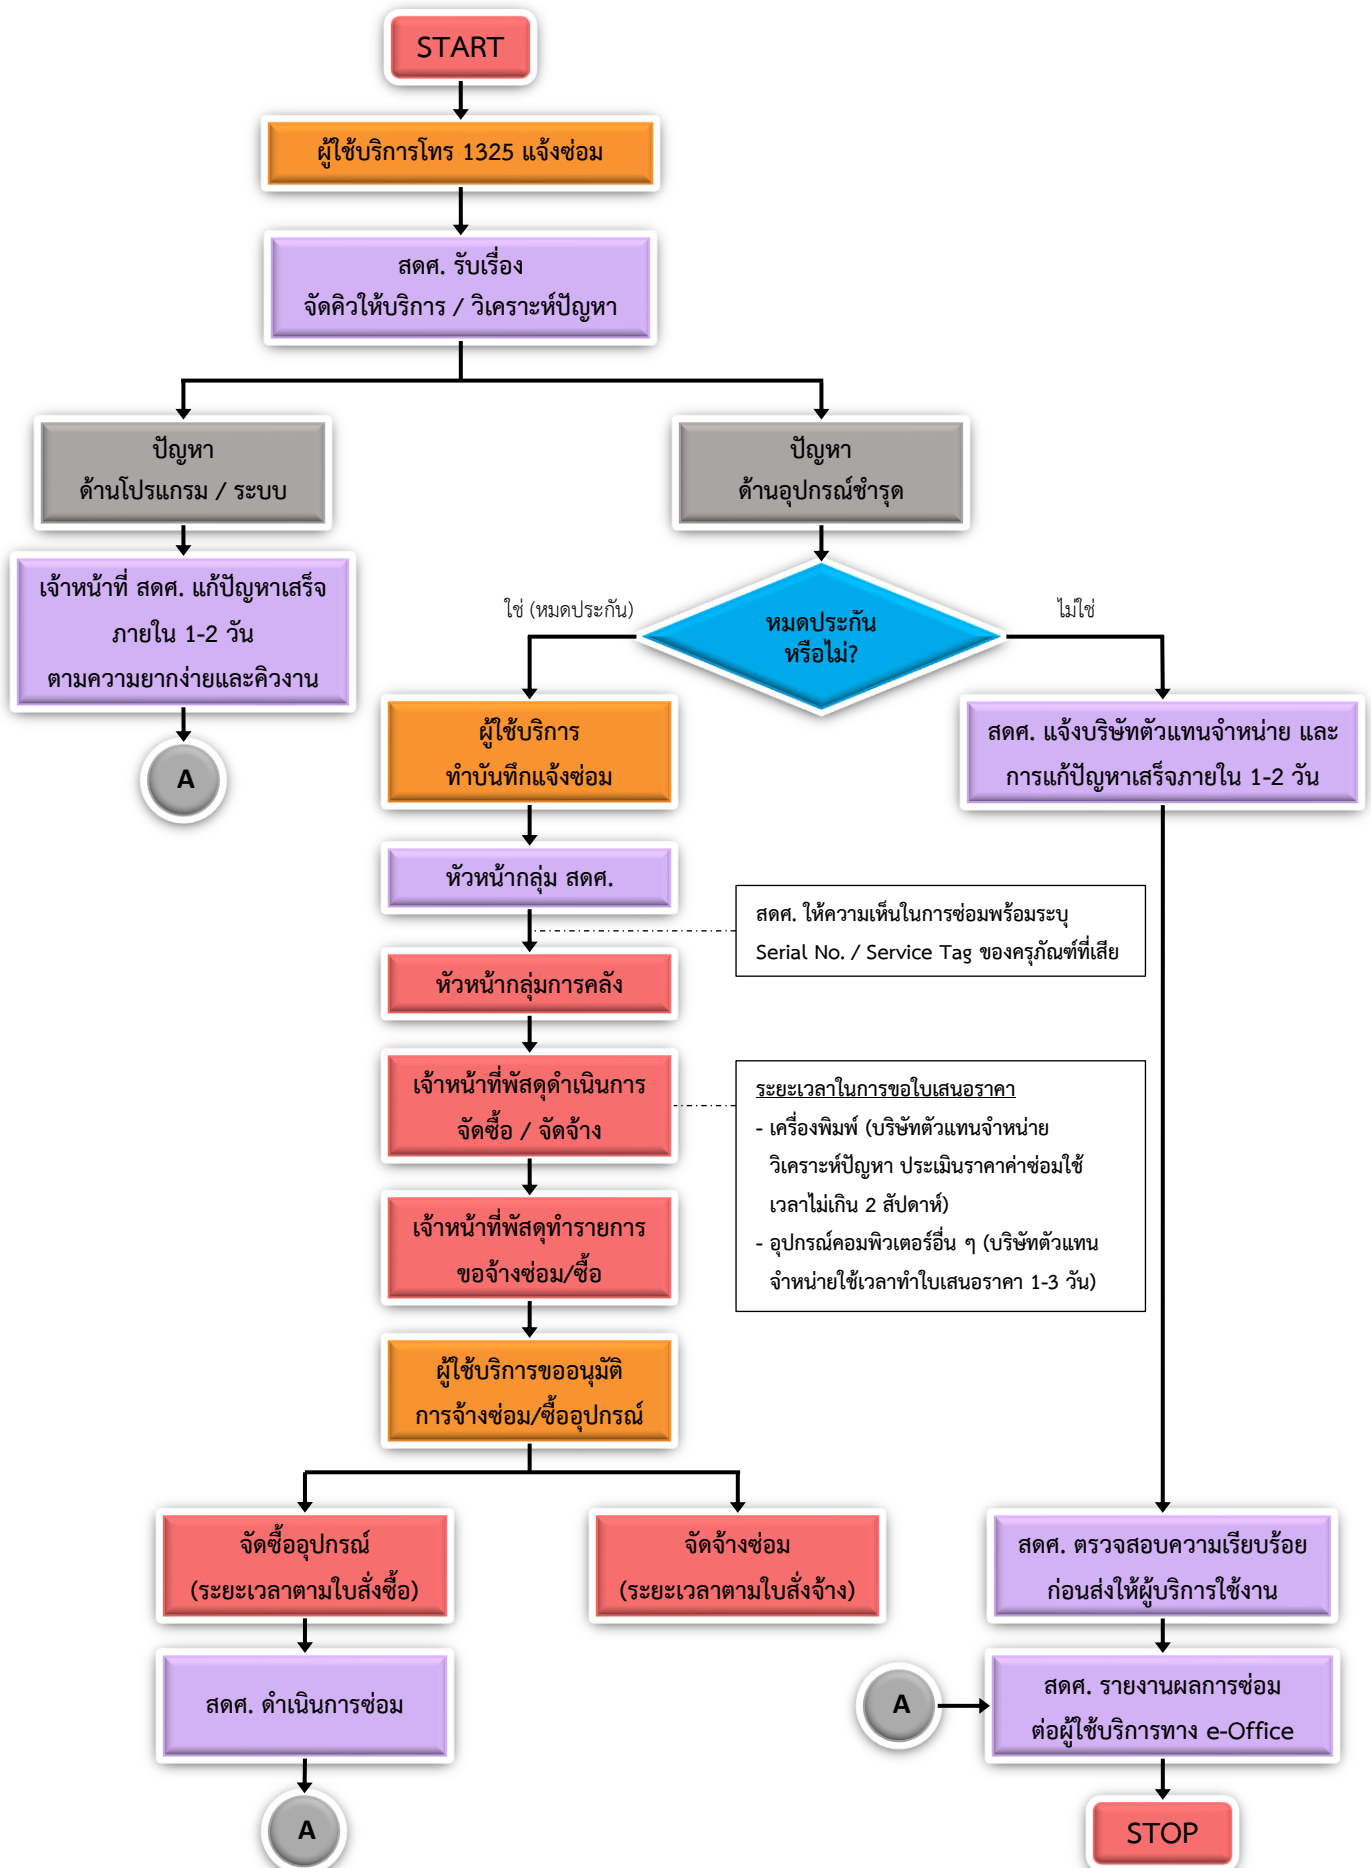 START
ผู้ใช้บริการโทร 1325 แจ้งซ่อม
สดศ. รับเรื่อง
จัดคิวให้บริการ / วิเคราะห์ปัญหา
ปัญหา
ด้านโปรแกรม / ระบบ
ปัญหา
ด้านอุปกรณ์ชำรุด
เจ้าหน้าที่ สดศ. แก้ปัญหาเสร็จ
ภายใน 1-2 วัน
ตามความยากง่ายและคิวงาน
A
ใช่ (หมดประกัน)
หมดประกัน
หรือไม่?
ไม่ใช่
ผู้ใช้บริการ
ทำบันทึกแจ้งซ่อม
สดศ. แจ้งบริษัทตัวแทนจำหน่าย และ
การแก้ปัญหาเสร็จภายใน 1-2 วัน
หัวหน้ากลุ่ม สดศ.
สดศ. ให้ความเห็นในการซ่อมพร้อมระบุ
Serial No. / Service Tag ของครุภัณฑ์ที่เสีย
หัวหน้ากลุ่มการคลัง
เจ้าหน้าที่พัสดุดำเนินการ
จัดซื้อ / จัดจ้าง
ระยะเวลาในการขอใบเสนอราคา
- เครื่องพิมพ์ (บริษัทตัวแทนจำหน่าย
วิเคราะห์ปัญหา ประเมินราคาค่าซ่อมใช้
เวลาไม่เกิน 2 สัปดาห์)
- อุปกรณ์คอมพิวเตอร์อื่น ๆ (บริษัทตัวแทน
จำหน่ายใช้เวลาทำใบเสนอราคา 1-3 วัน)
เจ้าหน้าที่พัสดุทำรายการ
ขอจ้างซ่อม/ซื้อ
ผู้ใช้บริการขออนุมัติ
การจ้างซ่อม/ซื้ออุปกรณ์
จัดซื้ออุปกรณ์
(ระยะเวลาตามใบสั่งซื้อ)
จัดจ้างซ่อม
(ระยะเวลาตามใบสั่งจ้าง)
สดศ. ตรวจสอบความเรียบร้อย
ก่อนส่งให้ผู้บริการใช้งาน
สดศ. ดำเนินการซ่อม
A
สดศ. รายงานผลการซ่อม
ต่อผู้ใช้บริการทาง e-Office
A
STOP